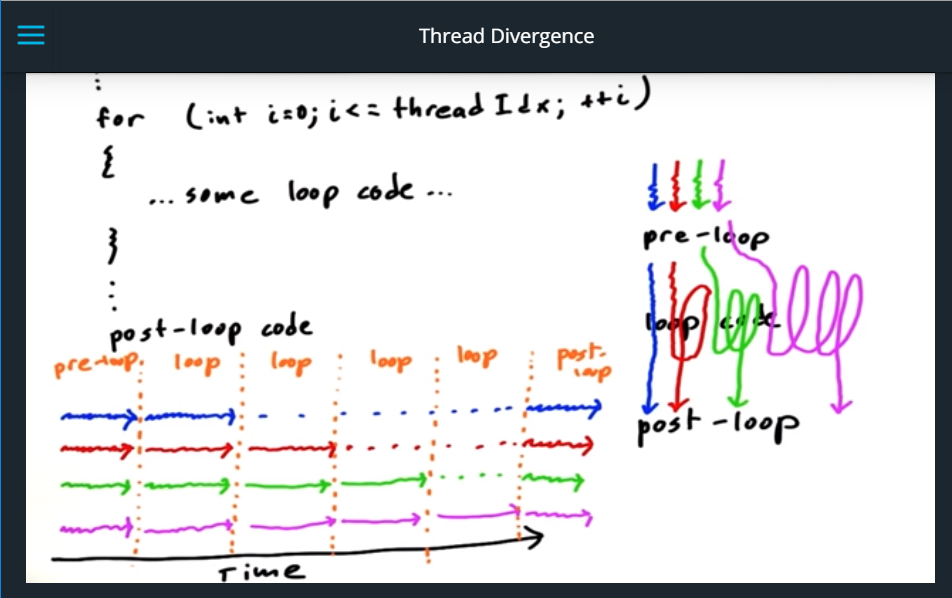 Thread Divergence
for (int i=0; i<= threadIdx; ++i)
{
... some loop code ...
}
post-loop code
pre-loop loop loop loop loop post-loop
Time
pre-loop
loop code
post-loop